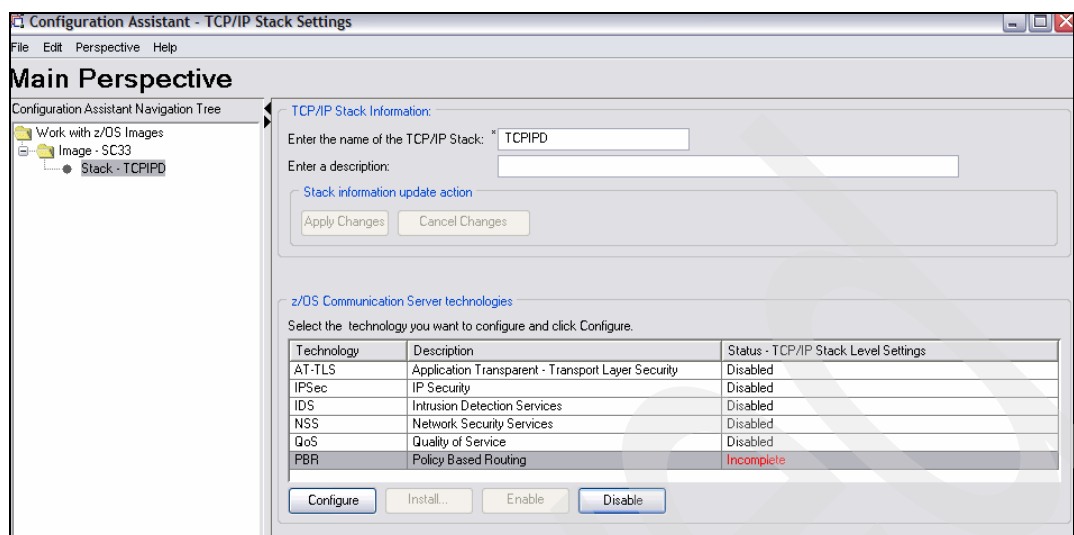 Configuration Assistant - TCP/IP Stack Settings
File Edit Perspective Help
Main Perspective
Configuration Assistant Navigation Tree
Work with z/OS Images
Image - SC33
Stack - TCPIPD
TCP/IP Stack Information:
Enter the name of the TCP/IP Stack: * TCPIPD
Enter a description:
Stack information update action
Apply Changes Cancel Changes
z/OS Communication Server technologies
Select the technology you want to configure and click Configure.
Technology Description Status - TCP/IP Stack Level Settings
AT-TLS Application Transparent - Transport Layer Security Disabled
IPSec IP Security Disabled
IDS Intrusion Detection Services Disabled
NSS Network Security Services Disabled
QoS Quality of Service Disabled
PBR Policy Based Routing Incomplete
Configure Install... Enable Disable